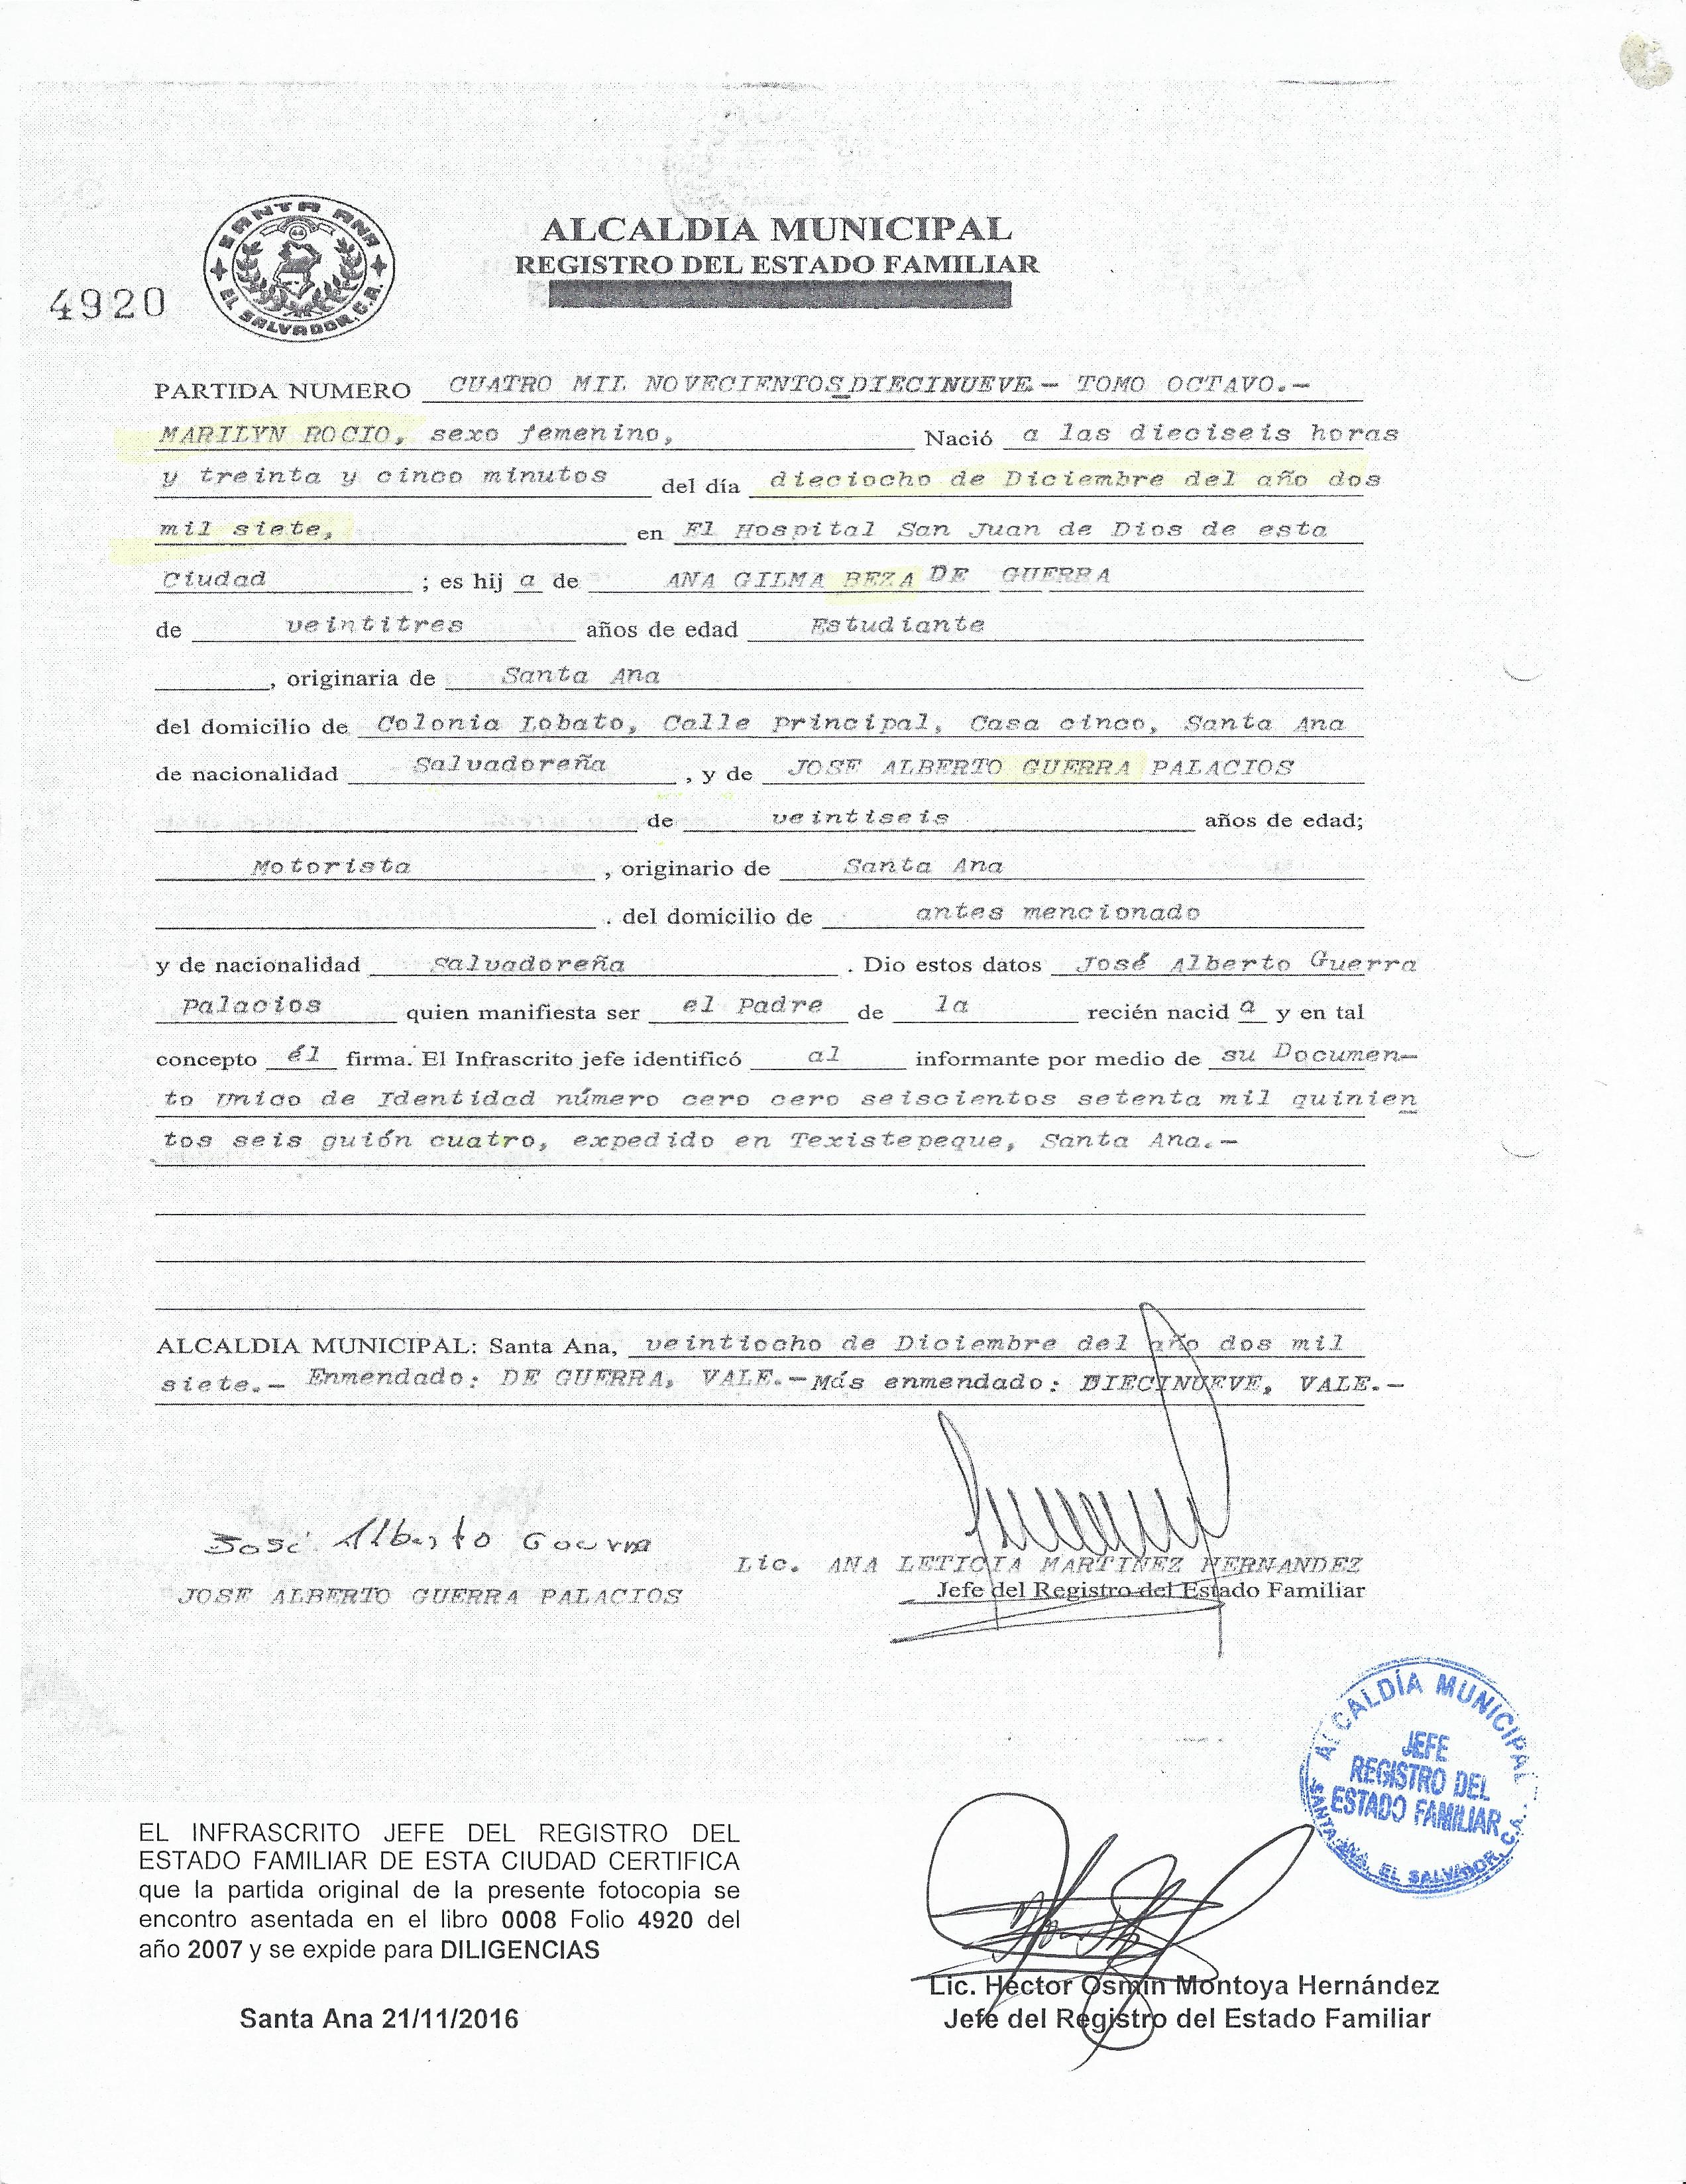 SANTA ANA
EL SALVADOR, C.A.
ALCALDIA MUNICIPAL
REGISTRO DEL ESTADO FAMILIAR
4920
PARTIDA NUMERO CUATRO MIL NOVECIENTOS DIECINUEVE.- TOMO OCTAVO.-
MARILYN ROCIO, sexo femenino, Nació a las dieciseis horas
y treinta y cinco minutos del día dieciocho de Diciembre del año dos
mil siete, en El Hospital San Juan de Dios de esta
Ciudad ; es hij a de ANA GILMA BEZA DE GUERRA
de veintitres años de edad Estudiante
, originaria de Santa Ana
del domicilio de Colonia Lobato, Calle principal, Casa cinco, Santa Ana
de nacionalidad Salvadoreña , y de JOSE ALBERTO GUERRA PALACIOS
de veintiseis años de edad;
Motorista , originario de Santa Ana
. del domicilio de antes mencionado
y de nacionalidad Salvadoreña . Dio estos datos José Alberto Guerra
Palacios quien manifiesta ser el Padre de la recién nacid a y en tal
concepto él firma. El Infrascrito jefe identificó al informante por medio de su Documen-
to Unico de Identidad número cero cero seiscientos setenta mil quinien
tos seis guión cuatro, expedido en Texistepeque, Santa Ana.-
ALCALDIA MUNICIPAL: Santa Ana, veintiocho de Diciembre del año dos mil
siete.- Enmendado: DE GUERRA, VALE.- Más enmendado: DIECINUEVE, VALE.-
José Alberto Guerra
Lic. ANA LETICIA MARTINEZ HERNANDEZ
JOSE ALBERTO GUERRA PALACIOS
Jefe del Registro del Estado Familiar
ALCALDÍA MUNICIPAL
JEFE
REGISTRO DEL
ESTADO FAMILIAR
SANTA ANA, EL SALVADOR, C.A.
EL INFRASCRITO JEFE DEL REGISTRO DEL
ESTADO FAMILIAR DE ESTA CIUDAD CERTIFICA
que la partida original de la presente fotocopia se
encontro asentada en el libro 0008 Folio 4920 del
año 2007 y se expide para DILIGENCIAS
Lic. Héctor Osmín Montoya Hernández
Santa Ana 21/11/2016
Jefe del Registro del Estado Familiar